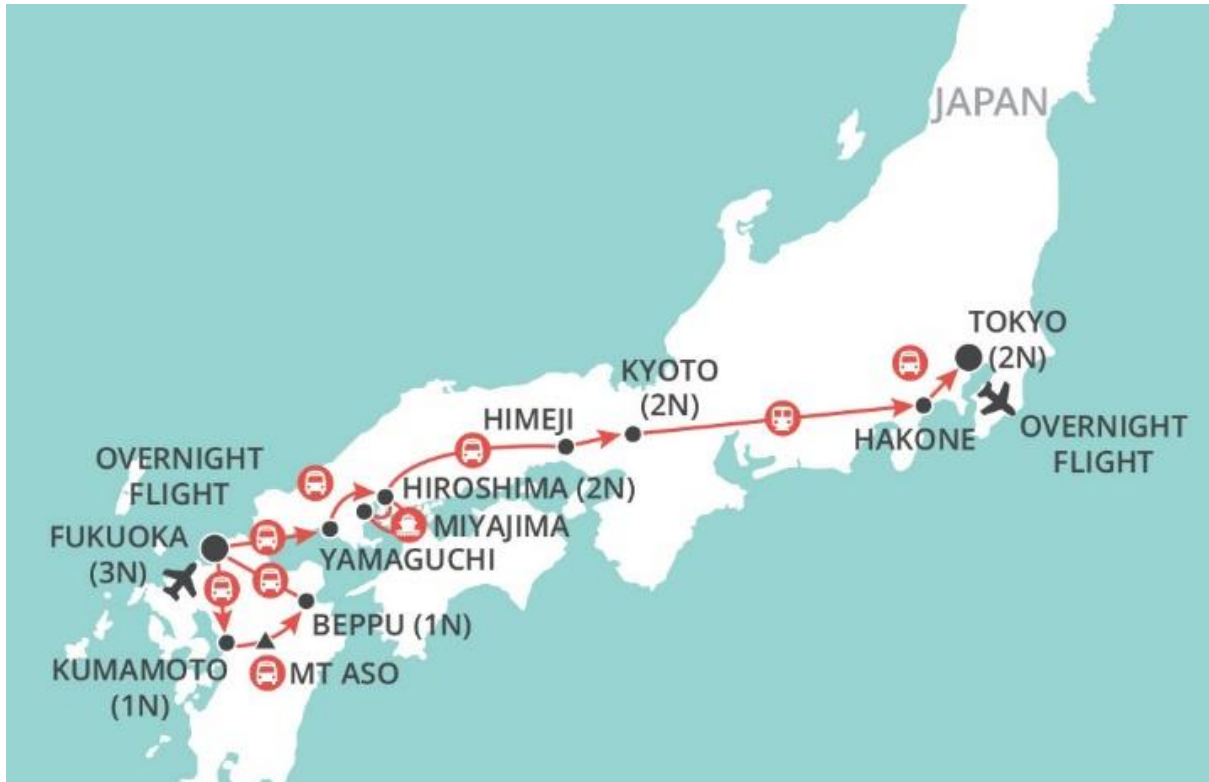 JAPAN
TOKYO
(2N)
OVERNIGHT
FLIGHT
HAKONE
KYOTO
(2N)
HIMEJI
HIROSHIMA (2N)
MIYAJIMA
YAMAGUCHI
OVERNIGHT
FLIGHT
FUKUOKA
(3N)
BEPPU (1N)
MT ASO
KUMAMOTO
(1N)